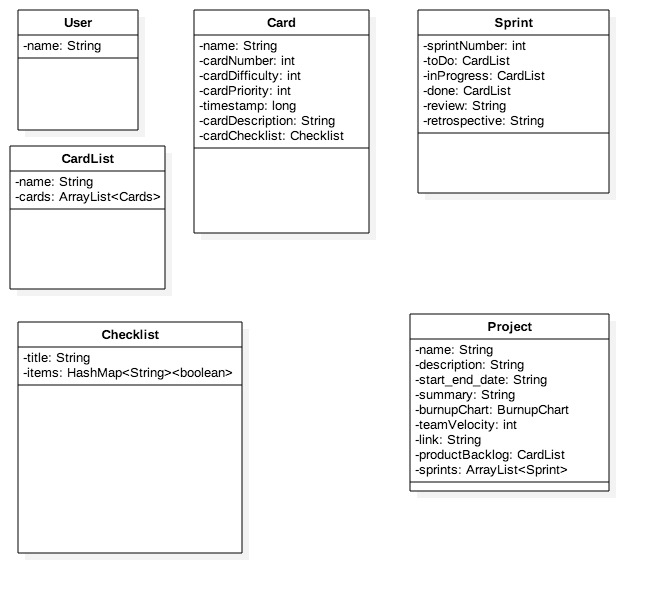 User
-name: String
Card
-name: String
-cardNumber: int
-cardDifficulty: int
-cardPriority: int
-timestamp: long
-cardDescription: String
-cardChecklist: Checklist
Sprint
-sprintNumber: int
-toDo: CardList
-inProgress: CardList
-done: CardList
-review: String
-retrospective: String
CardList
-name: String
-cards: ArrayList<Cards>
Checklist
-title: String
-items: HashMap<String><boolean>
Project
-name: String
-description: String
-start_end_date: String
-summary: String
-burnupChart: BurnupChart
-teamVelocity: int
-link: String
-productBacklog: CardList
-sprints: ArrayList<Sprint>